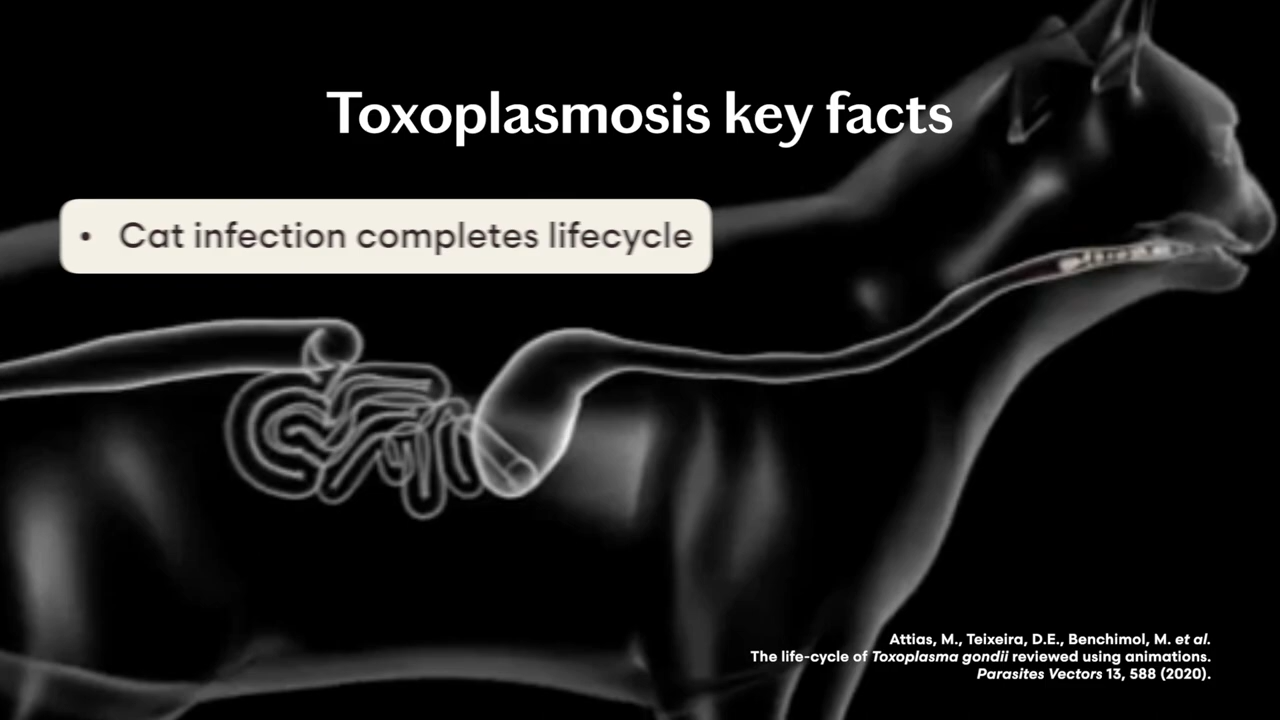 Toxoplasmosis key facts
• Cat infection completes lifecycle
Attias, M., Teixeira, D.E., Benchimol, M. et al.
The life-cycle of Toxoplasma gondii reviewed using animations.
Parasites Vectors 13, 588 (2020).